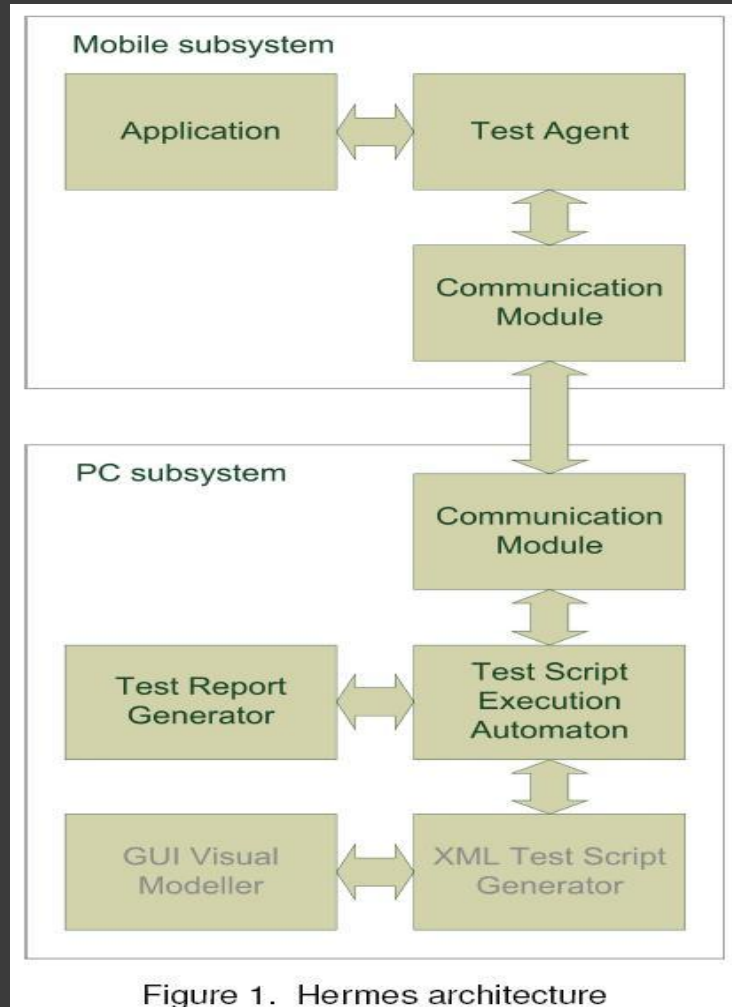 Mobile subsystem
Application
Test Agent
Communication
Module
PC subsystem
Communication
Module
Test Report
Generator
Test Script
Execution
Automaton
GUI Visual
Modeller
XML Test Script
Generator
Figure 1. Hermes architecture